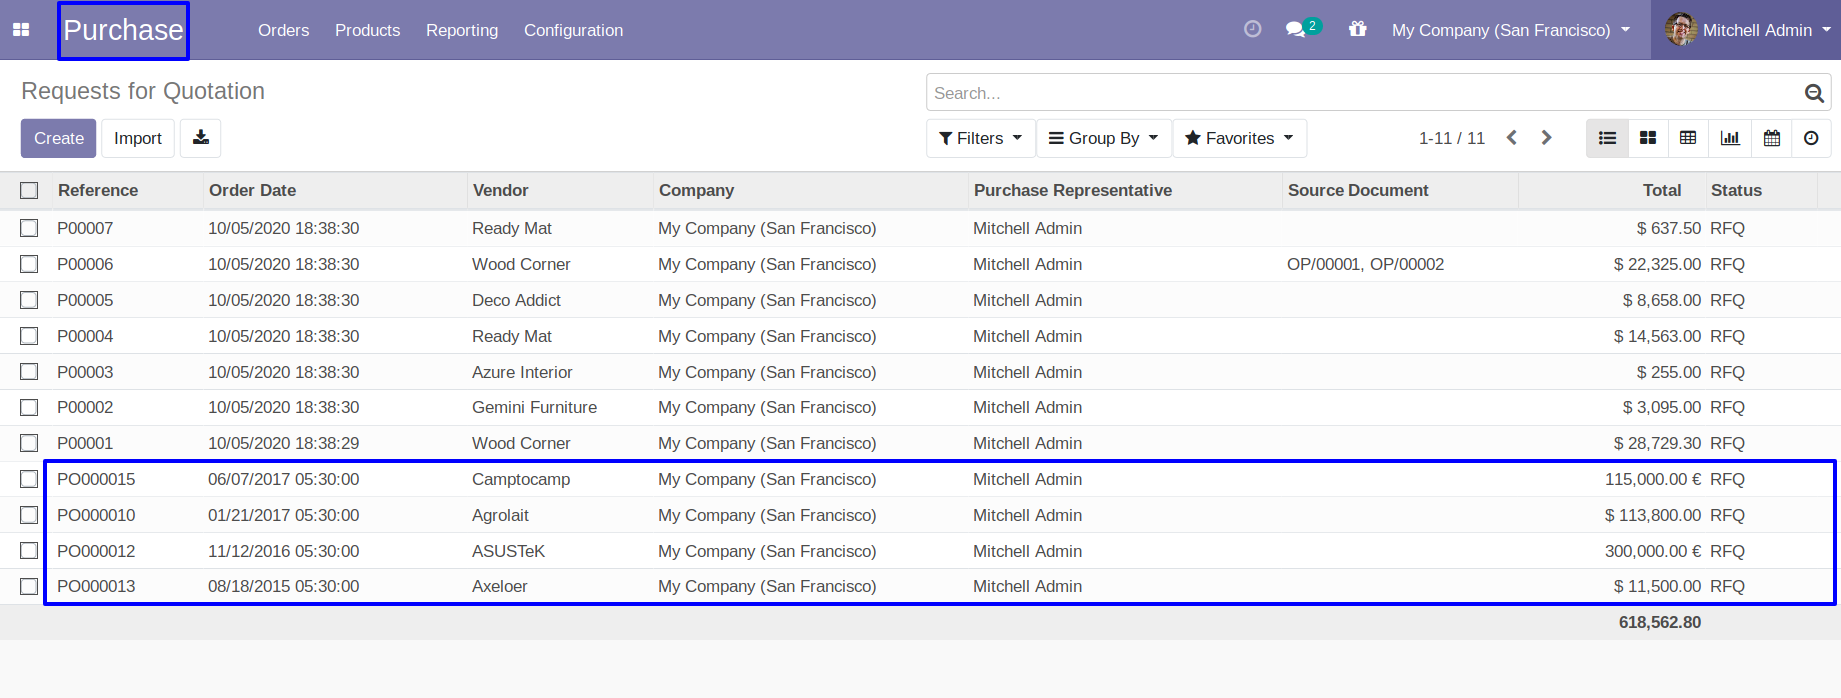 Purchase Orders Products Reporting Configuration 2 My Company (San Francisco) Mitchell Admin
Requests for Quotation Search...
Create Import Filters Group By Favorites 1-11 / 11
Reference Order Date Vendor Company Purchase Representative Source Document Total Status
P00007 10/05/2020 18:38:30 Ready Mat My Company (San Francisco) Mitchell Admin $ 637.50 RFQ
P00006 10/05/2020 18:38:30 Wood Corner My Company (San Francisco) Mitchell Admin OP/00001, OP/00002 $ 22,325.00 RFQ
P00005 10/05/2020 18:38:30 Deco Addict My Company (San Francisco) Mitchell Admin $ 8,658.00 RFQ
P00004 10/05/2020 18:38:30 Ready Mat My Company (San Francisco) Mitchell Admin $ 14,563.00 RFQ
P00003 10/05/2020 18:38:30 Azure Interior My Company (San Francisco) Mitchell Admin $ 255.00 RFQ
P00002 10/05/2020 18:38:30 Gemini Furniture My Company (San Francisco) Mitchell Admin $ 3,095.00 RFQ
P00001 10/05/2020 18:38:29 Wood Corner My Company (San Francisco) Mitchell Admin $ 28,729.30 RFQ
PO000015 06/07/2017 05:30:00 Camptocamp My Company (San Francisco) Mitchell Admin 115,000.00 € RFQ
PO000010 01/21/2017 05:30:00 Agrolait My Company (San Francisco) Mitchell Admin $ 113,800.00 RFQ
PO000012 11/12/2016 05:30:00 ASUSTeK My Company (San Francisco) Mitchell Admin 300,000.00 € RFQ
PO000013 08/18/2015 05:30:00 Axeloer My Company (San Francisco) Mitchell Admin $ 11,500.00 RFQ
618,562.80